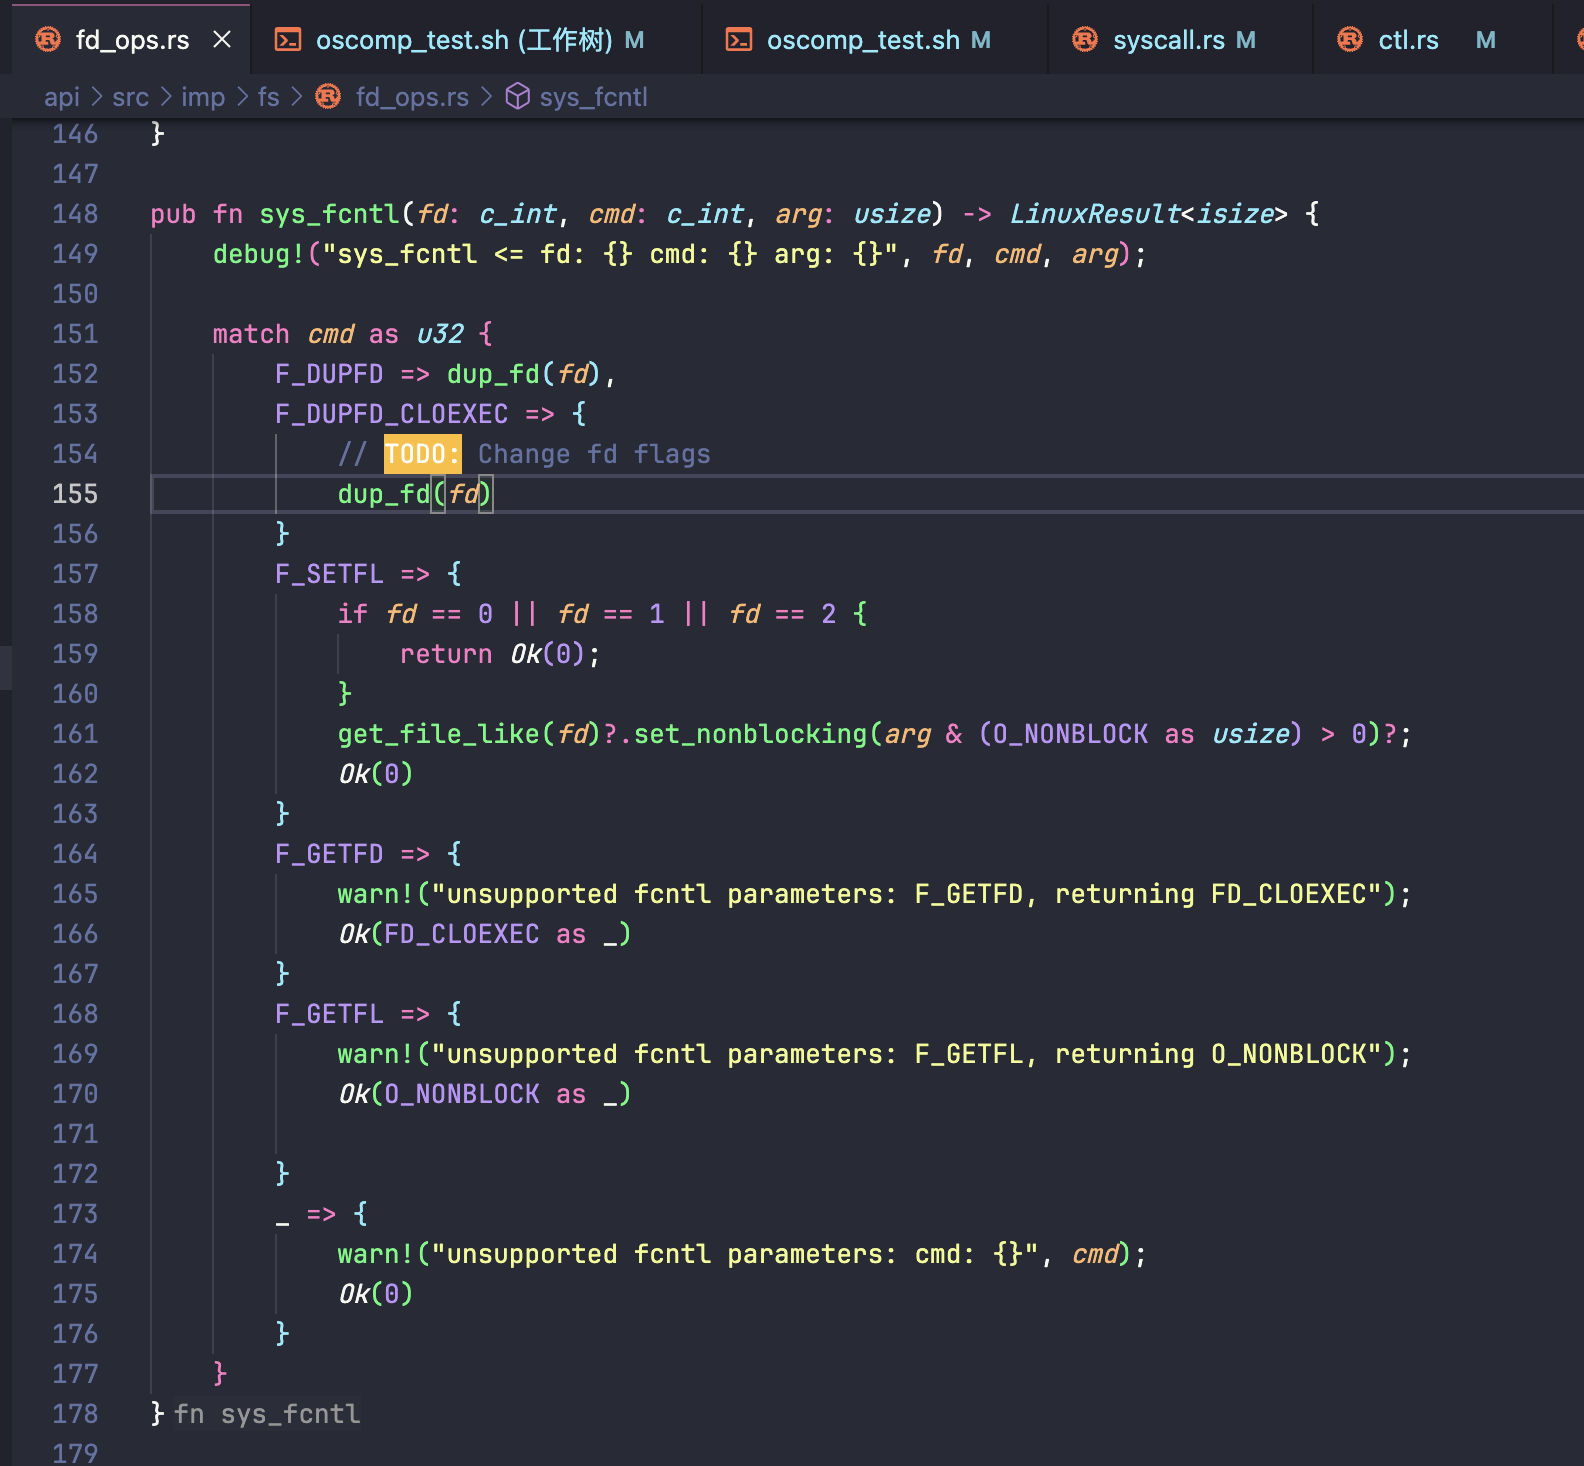 fd_ops.rs × oscomp_test.sh (工作树) M oscomp_test.sh M syscall.rs M ctl.rs M
api > src > imp > fs > fd_ops.rs > sys_fcntl
146 }
147
148 pub fn sys_fcntl(fd: c_int, cmd: c_int, arg: usize) -> LinuxResult<isize> {
149     debug!("sys_fcntl <= fd: {} cmd: {} arg: {}", fd, cmd, arg);
150
151     match cmd as u32 {
152         F_DUPFD => dup_fd(fd),
153         F_DUPFD_CLOEXEC => {
154             // TODO: Change fd flags
155             dup_fd(fd)
156         }
157         F_SETFL => {
158             if fd == 0 || fd == 1 || fd == 2 {
159                 return Ok(0);
160             }
161             get_file_like(fd)?.set_nonblocking(arg & (O_NONBLOCK as usize) > 0)?;
162             Ok(0)
163         }
164         F_GETFD => {
165             warn!("unsupported fcntl parameters: F_GETFD, returning FD_CLOEXEC");
166             Ok(FD_CLOEXEC as _)
167         }
168         F_GETFL => {
169             warn!("unsupported fcntl parameters: F_GETFL, returning O_NONBLOCK");
170             Ok(O_NONBLOCK as _)
171
172         }
173         _ => {
174             warn!("unsupported fcntl parameters: cmd: {}", cmd);
175             Ok(0)
176         }
177     }
178 } fn sys_fcntl
179